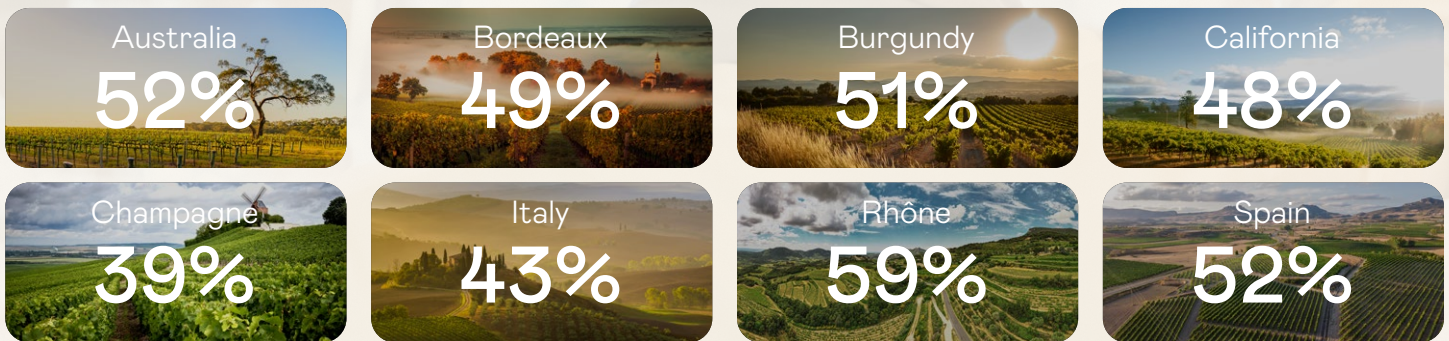 Australia
52%
Bordeaux
49%
Burgundy
51%
California
48%
Champagne
39%
Italy
43%
Rhône
59%
Spain
52%